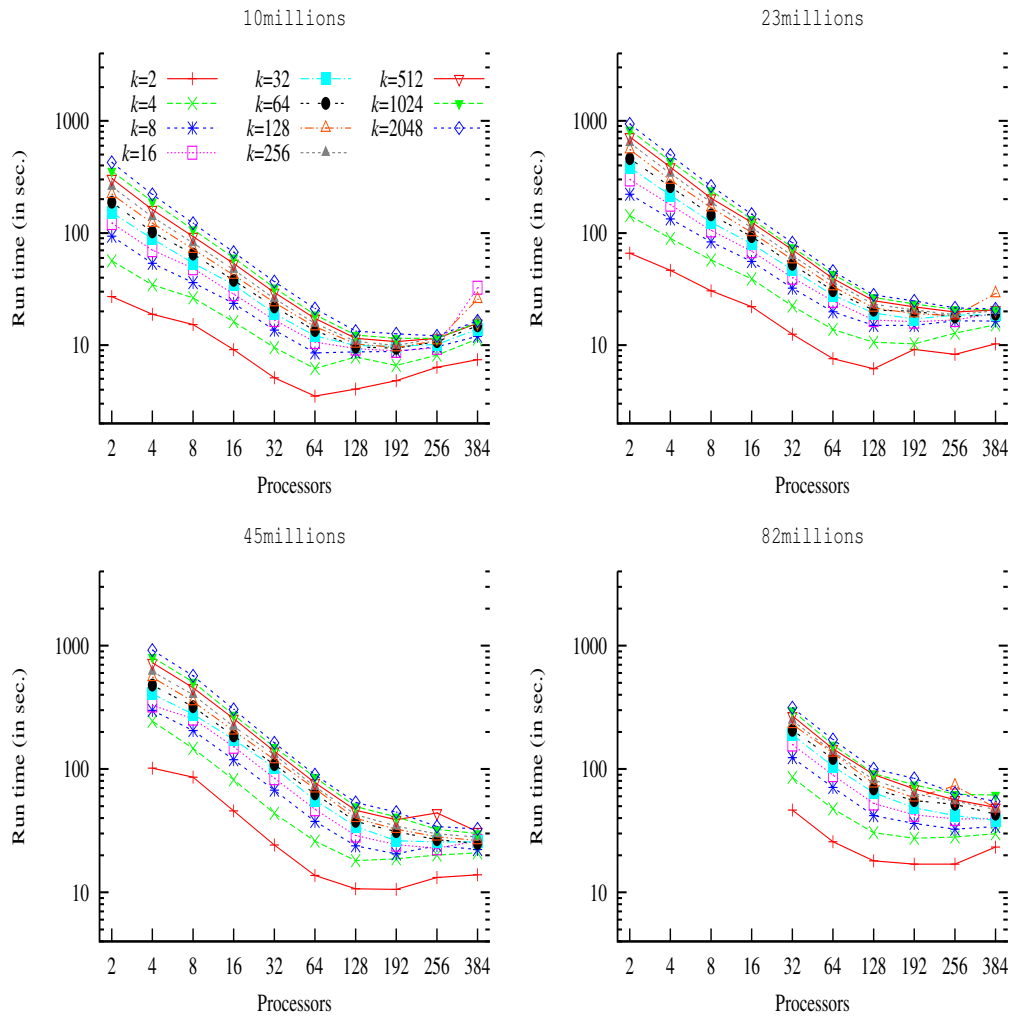 10millions
23millions
k=2
k=32
k=512
k=4
k=64
k=1024
k=8
k=128
k=2048
k=16
k=256
1000
100
10
Run time (in sec.)
2 4 8 16 32 64 128 192 256 384
Processors
1000
100
10
Run time (in sec.)
2 4 8 16 32 64 128 192 256 384
Processors
45millions
82millions
1000
100
10
Run time (in sec.)
2 4 8 16 32 64 128 192 256 384
Processors
1000
100
10
Run time (in sec.)
2 4 8 16 32 64 128 192 256 384
Processors